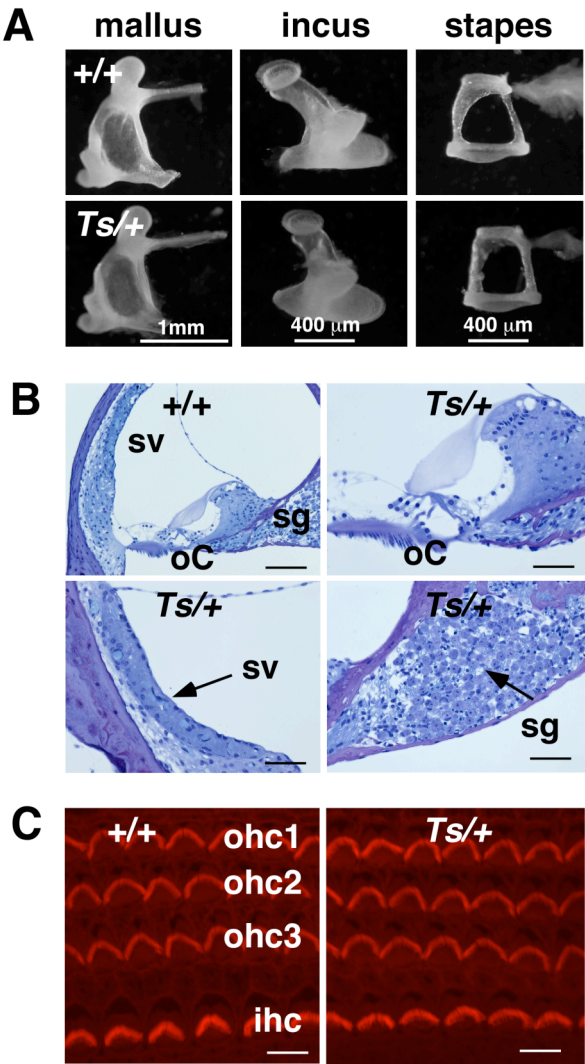 A
mallus incus stapes
+/+
Ts/+
1mm 400 μm 400 μm
B
+/+ Ts/+
sv
sg
oC oC
Ts/+ Ts/+
sv
sg
C
+/+ ohc1 Ts/+
ohc2
ohc3
ihc